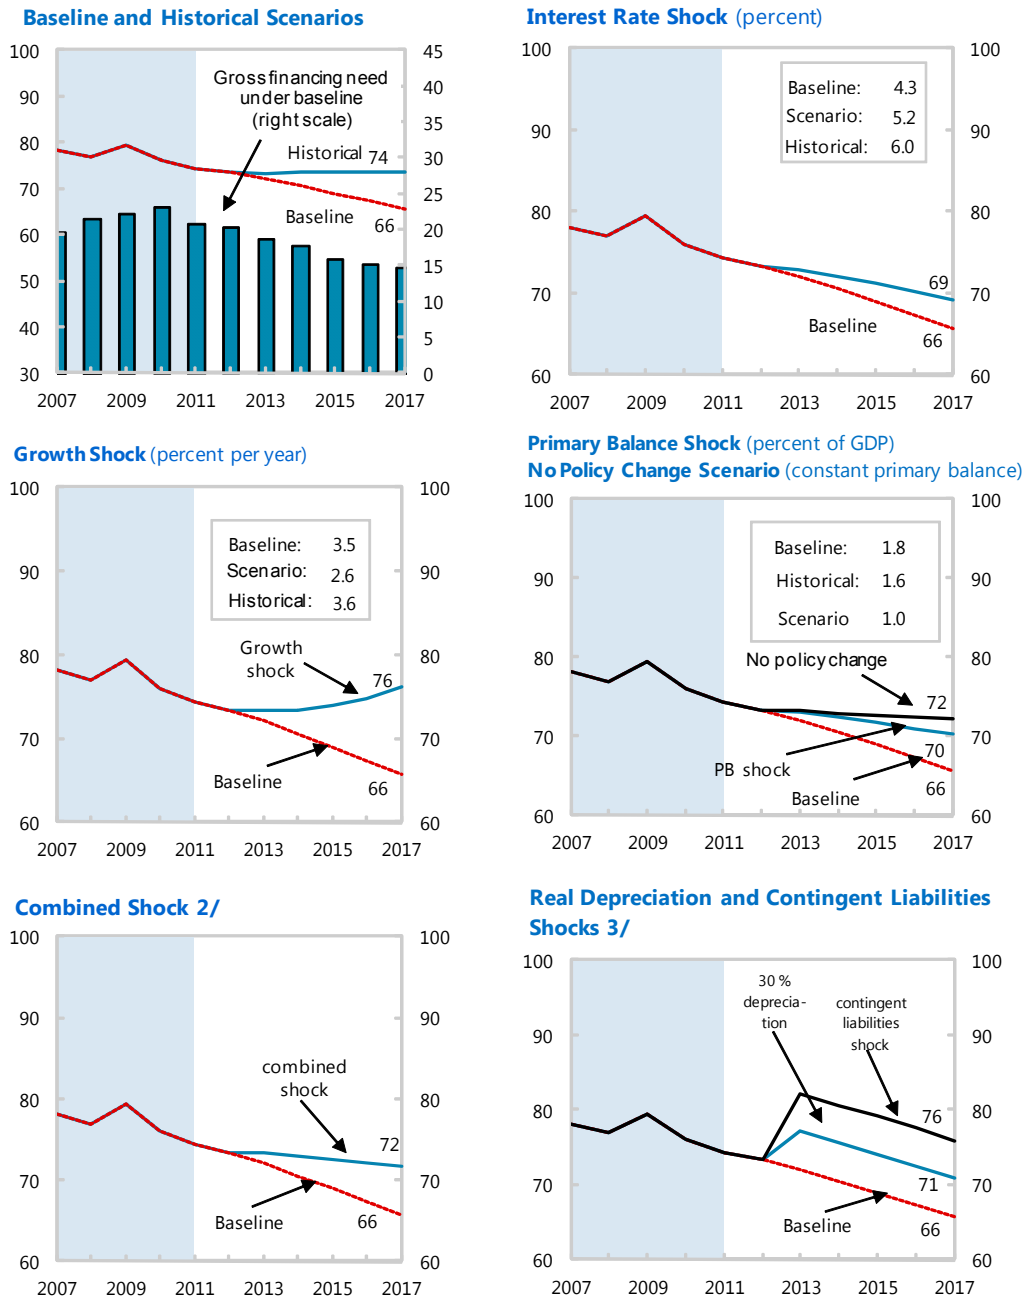 Baseline and Historical Scenarios
100
90
80
70
60
50
40
30
45
40
35
30
25
20
15
10
5
0
Gross financing need
under baseline
(right scale)
Historical 74
Baseline
66
2007 2009 2011 2013 2015 2017
Interest Rate Shock (percent)
100
90
80
70
60
100
90
80
70
60
Baseline: 4.3
Scenario: 5.2
Historical: 6.0
69
Baseline
66
2007 2009 2011 2013 2015 2017
Growth Shock (percent per year)
100
90
80
70
60
100
90
80
70
60
Baseline: 3.5
Scenario: 2.6
Historical: 3.6
Growth
shock
76
Baseline
66
2007 2009 2011 2013 2015 2017
Primary Balance Shock (percent of GDP)
No Policy Change Scenario (constant primary balance)
100
90
80
70
60
100
90
80
70
60
Baseline: 1.8
Historical: 1.6
Scenario 1.0
No policy change
72
70
PB shock
Baseline
66
2007 2009 2011 2013 2015 2017
Combined Shock 2/
100
90
80
70
60
100
90
80
70
60
combined
shock
72
Baseline
66
2007 2009 2011 2013 2015 2017
Real Depreciation and Contingent Liabilities
Shocks 3/
100
90
80
70
60
100
90
80
70
60
30 %
deprecia-
tion
contingent
liabilities
shock
76
71
Baseline
66
2007 2009 2011 2013 2015 2017